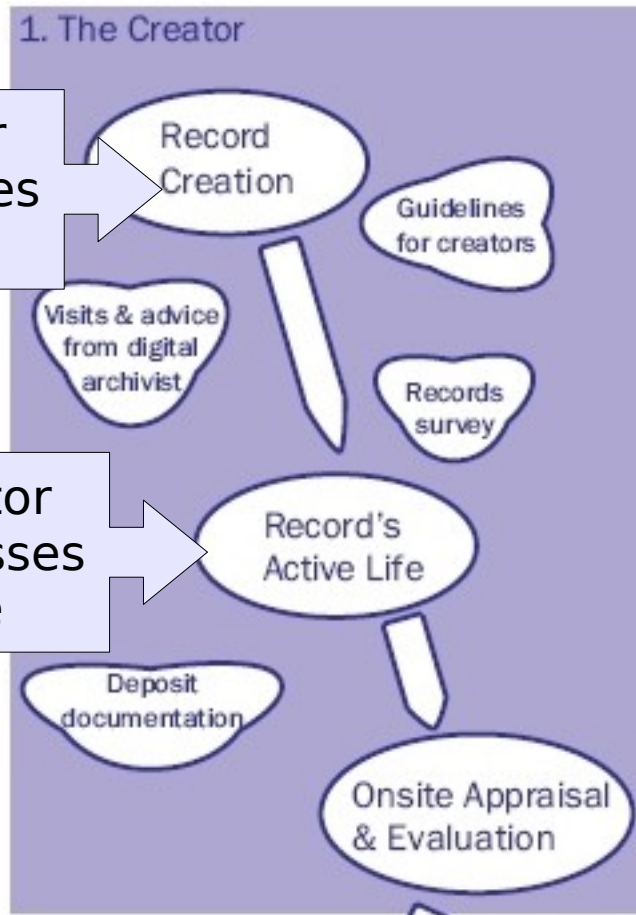 1. The Creator
Record
Creation
Guidelines
for creators
Visits & advice
from digital
archivist
Records
survey
Record's
Active Life
Deposit
documentation
Onsite Appraisal
& Evaluation